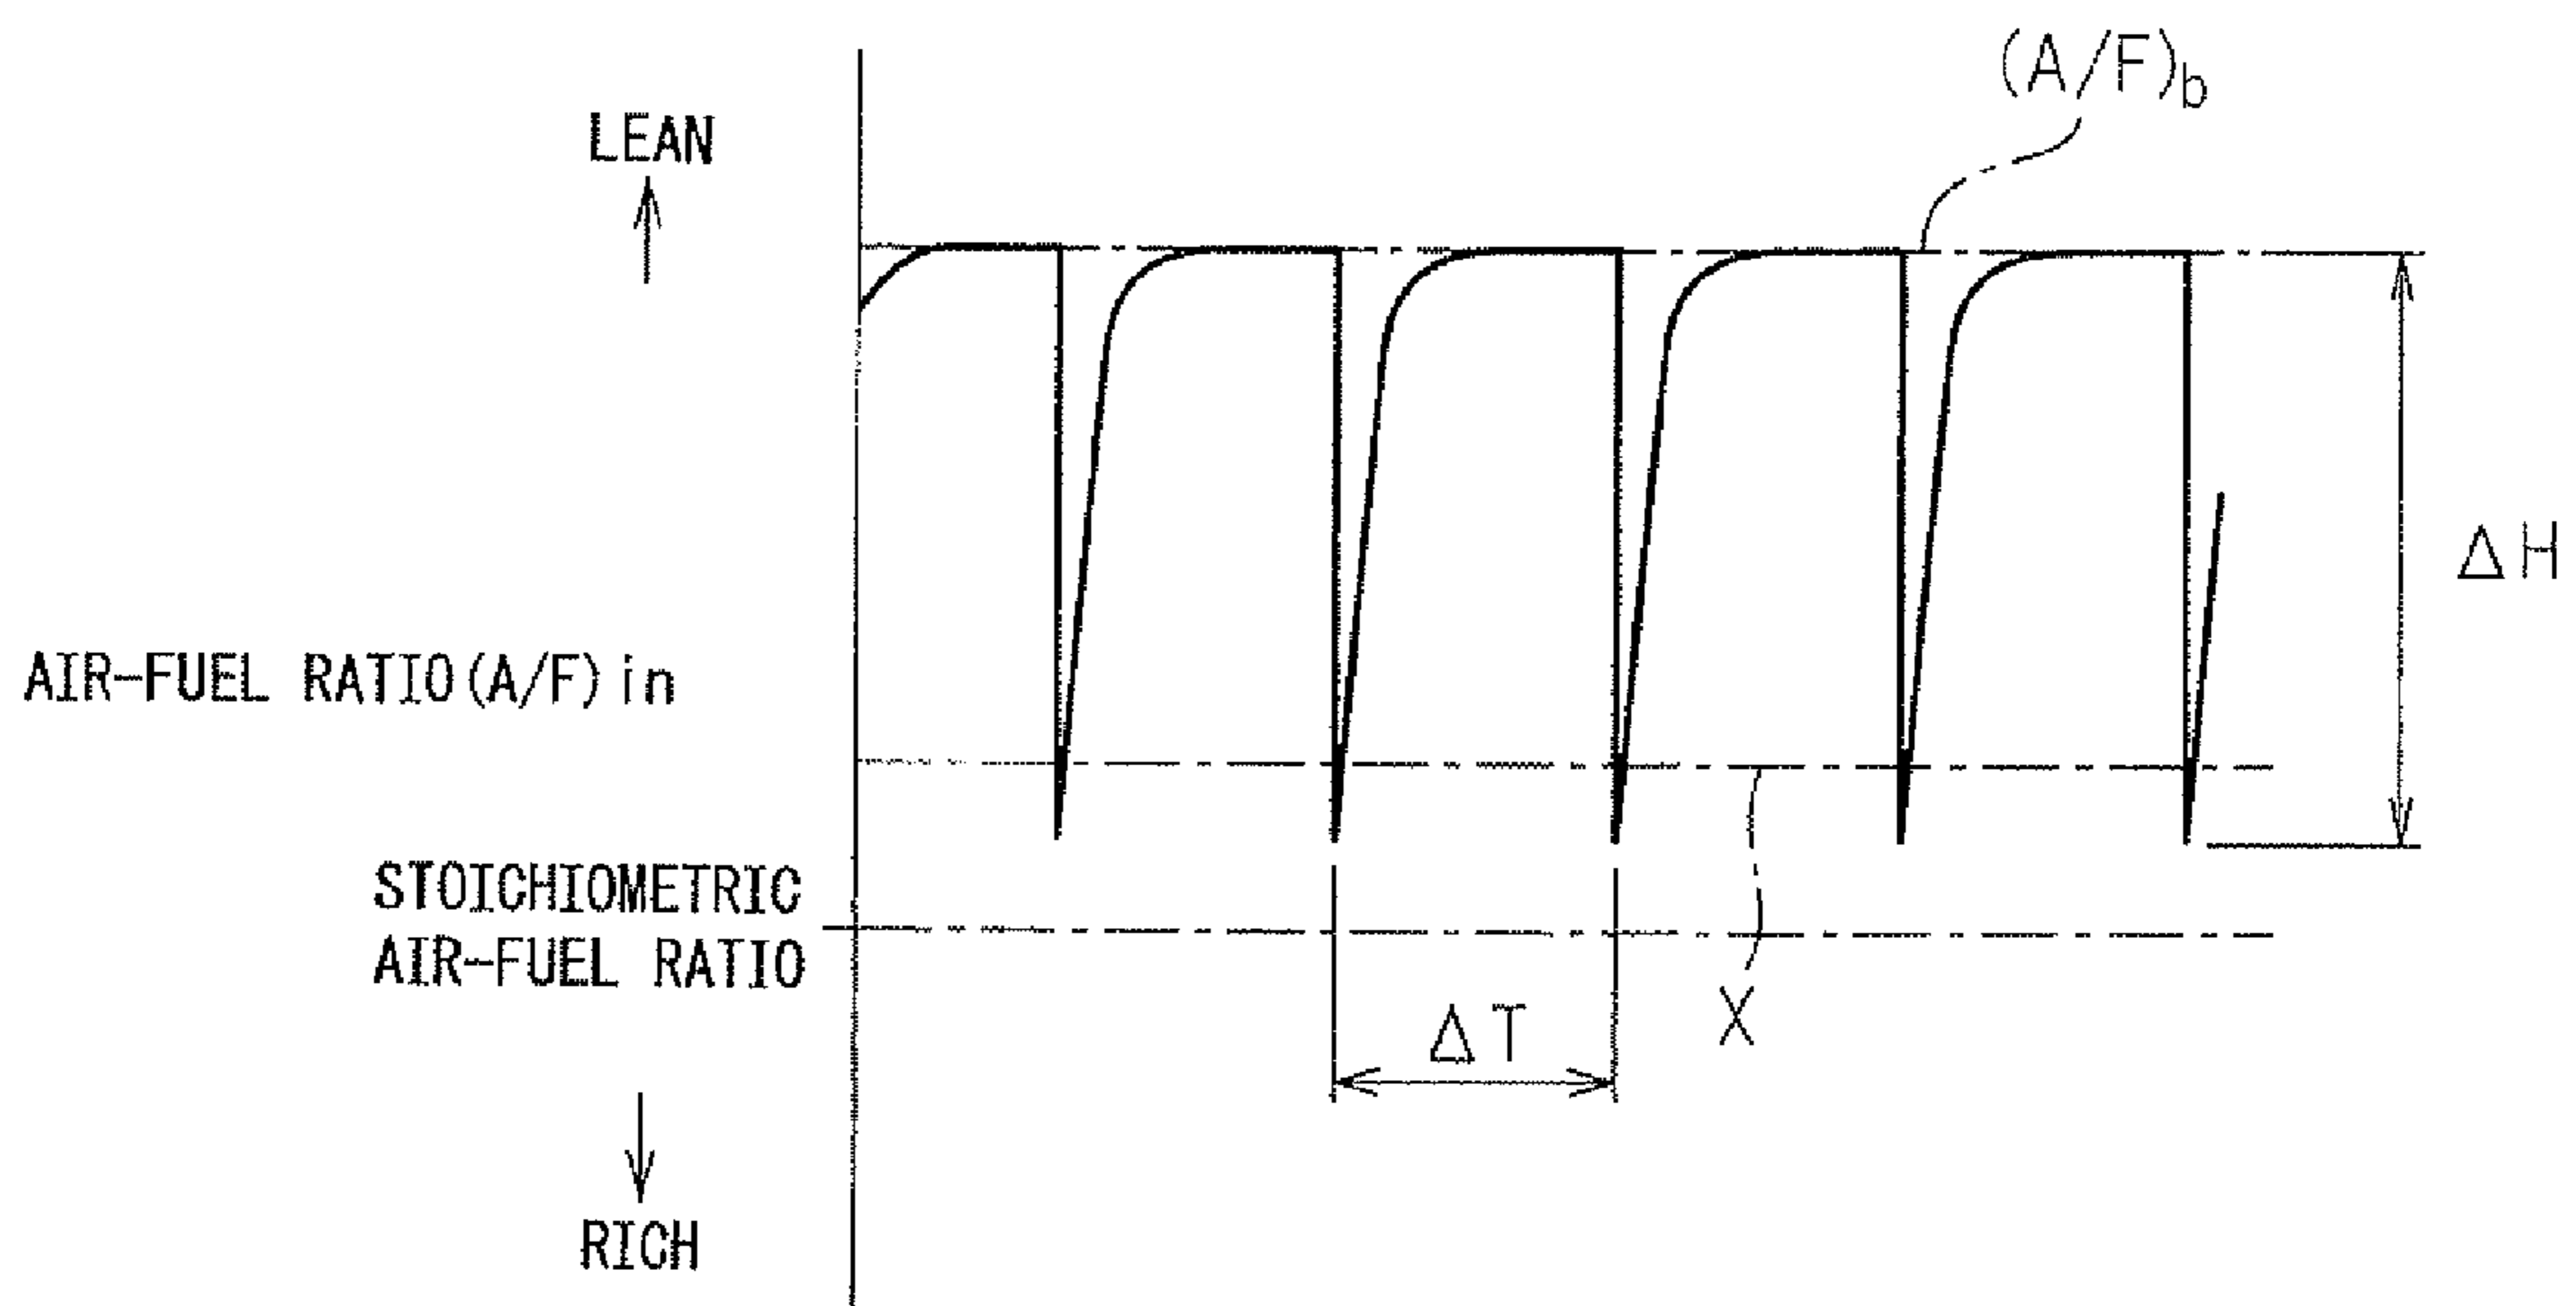 (A/F)b
LEAN
ΔH
AIR-FUEL RATIO(A/F)in
STOICHIOMETRIC
AIR-FUEL RATIO
X
ΔT
RICH